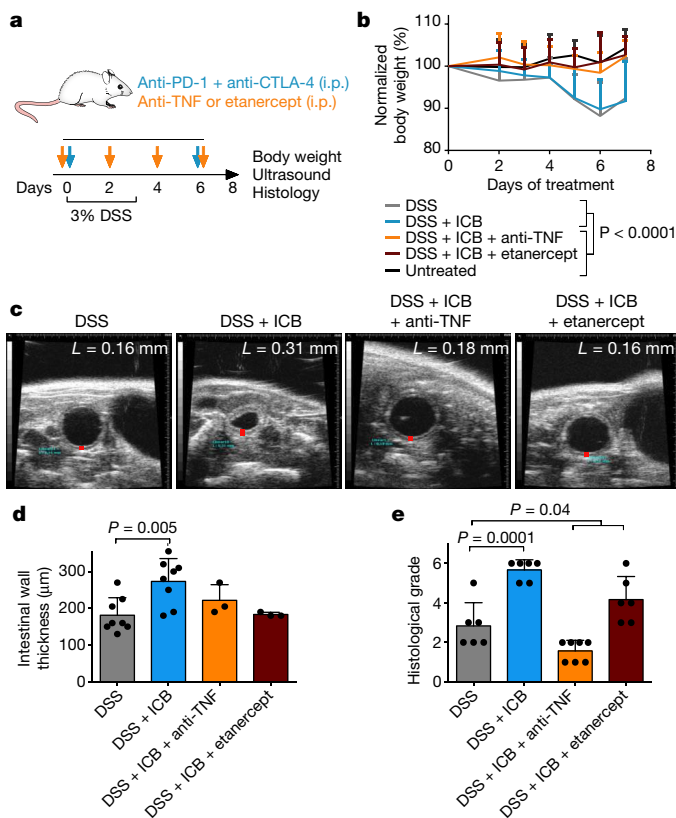 a
Anti-PD-1 + anti-CTLA-4 (i.p.)
Anti-TNF or etanercept (i.p.)
Body weight
Ultrasound
Histology
Days 0 2 4 6 8
3% DSS
b
Normalized
body weight (%)
110
100
90
80
0 2 4 6 8
Days of treatment
DSS
DSS + ICB
DSS + ICB + anti-TNF
DSS + ICB + etanercept
Untreated
P < 0.0001
c
DSS
DSS + ICB
DSS + ICB
+ anti-TNF
DSS + ICB
+ etanercept
L = 0.16 mm
L = 0.31 mm
L = 0.18 mm
L = 0.16 mm
d
P = 0.005
Intestinal wall
thickness (μm)
300
200
100
0
DSS
DSS + ICB
DSS + ICB + anti-TNF
DSS + ICB + etanercept
e
P = 0.04
P = 0.0001
Histological grade
6
4
2
0
DSS
DSS + ICB
DSS + ICB + anti-TNF
DSS + ICB + etanercept